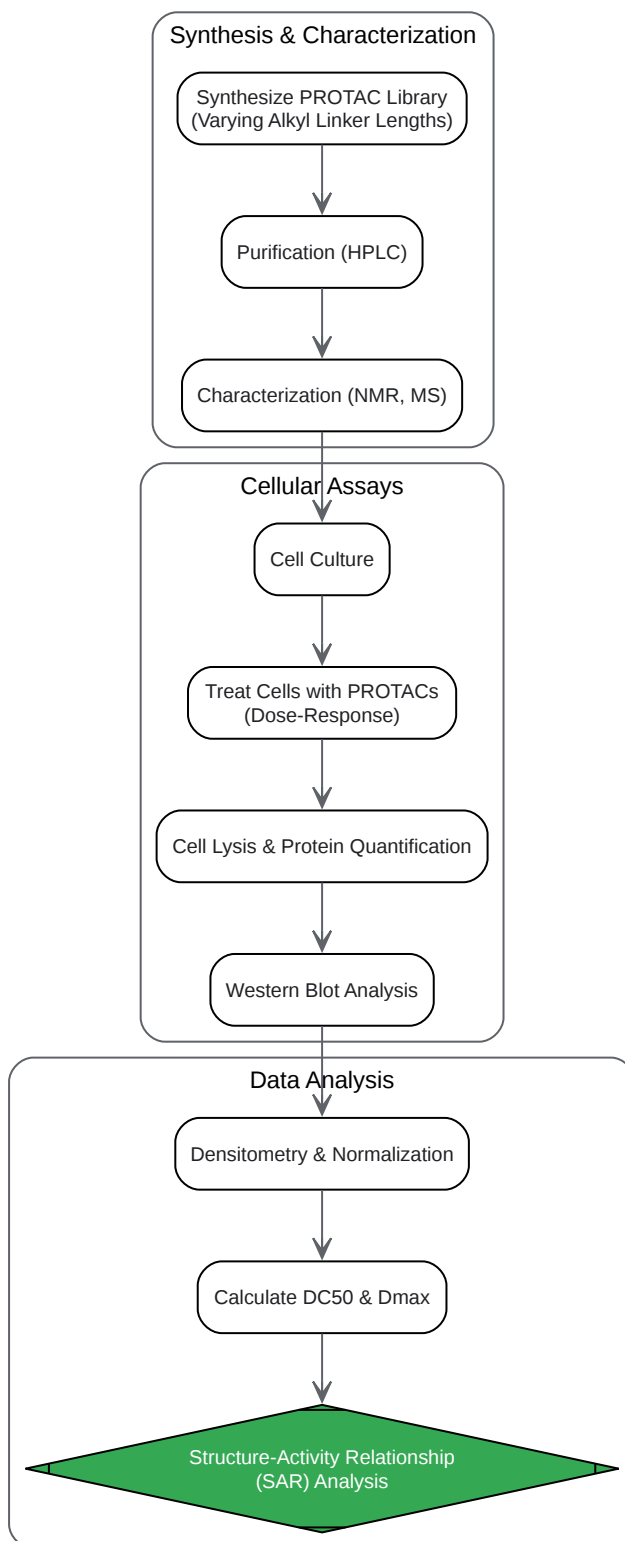 Synthesis & Characterization
Synthesize PROTAC Library
(Varying Alkyl Linker Lengths)
Purification (HPLC)
Characterization (NMR, MS)
Cellular Assays
Cell Culture
Treat Cells with PROTACs
(Dose-Response)
Cell Lysis & Protein Quantification
Western Blot Analysis
Data Analysis
Densitometry & Normalization
Calculate DC50 & Dmax
Structure-Activity Relationship
(SAR) Analysis